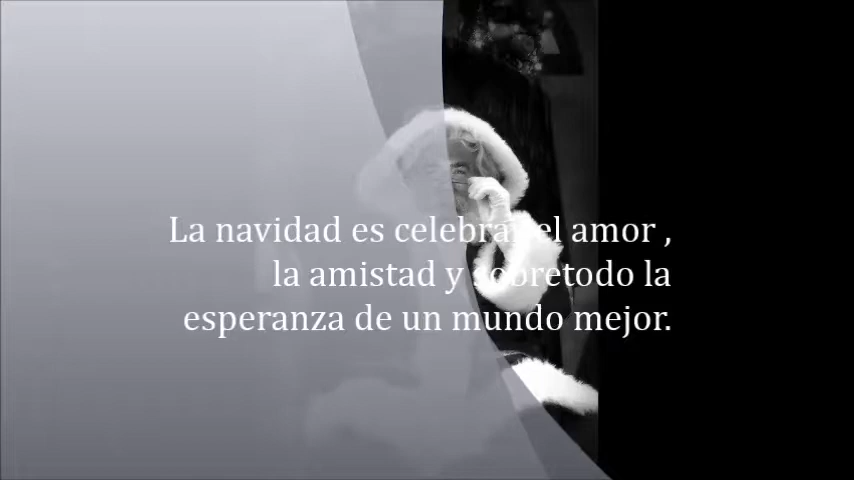 La navidad es celebrar el amor ,
la amistad y sobretodo la
esperanza de un mundo mejor.